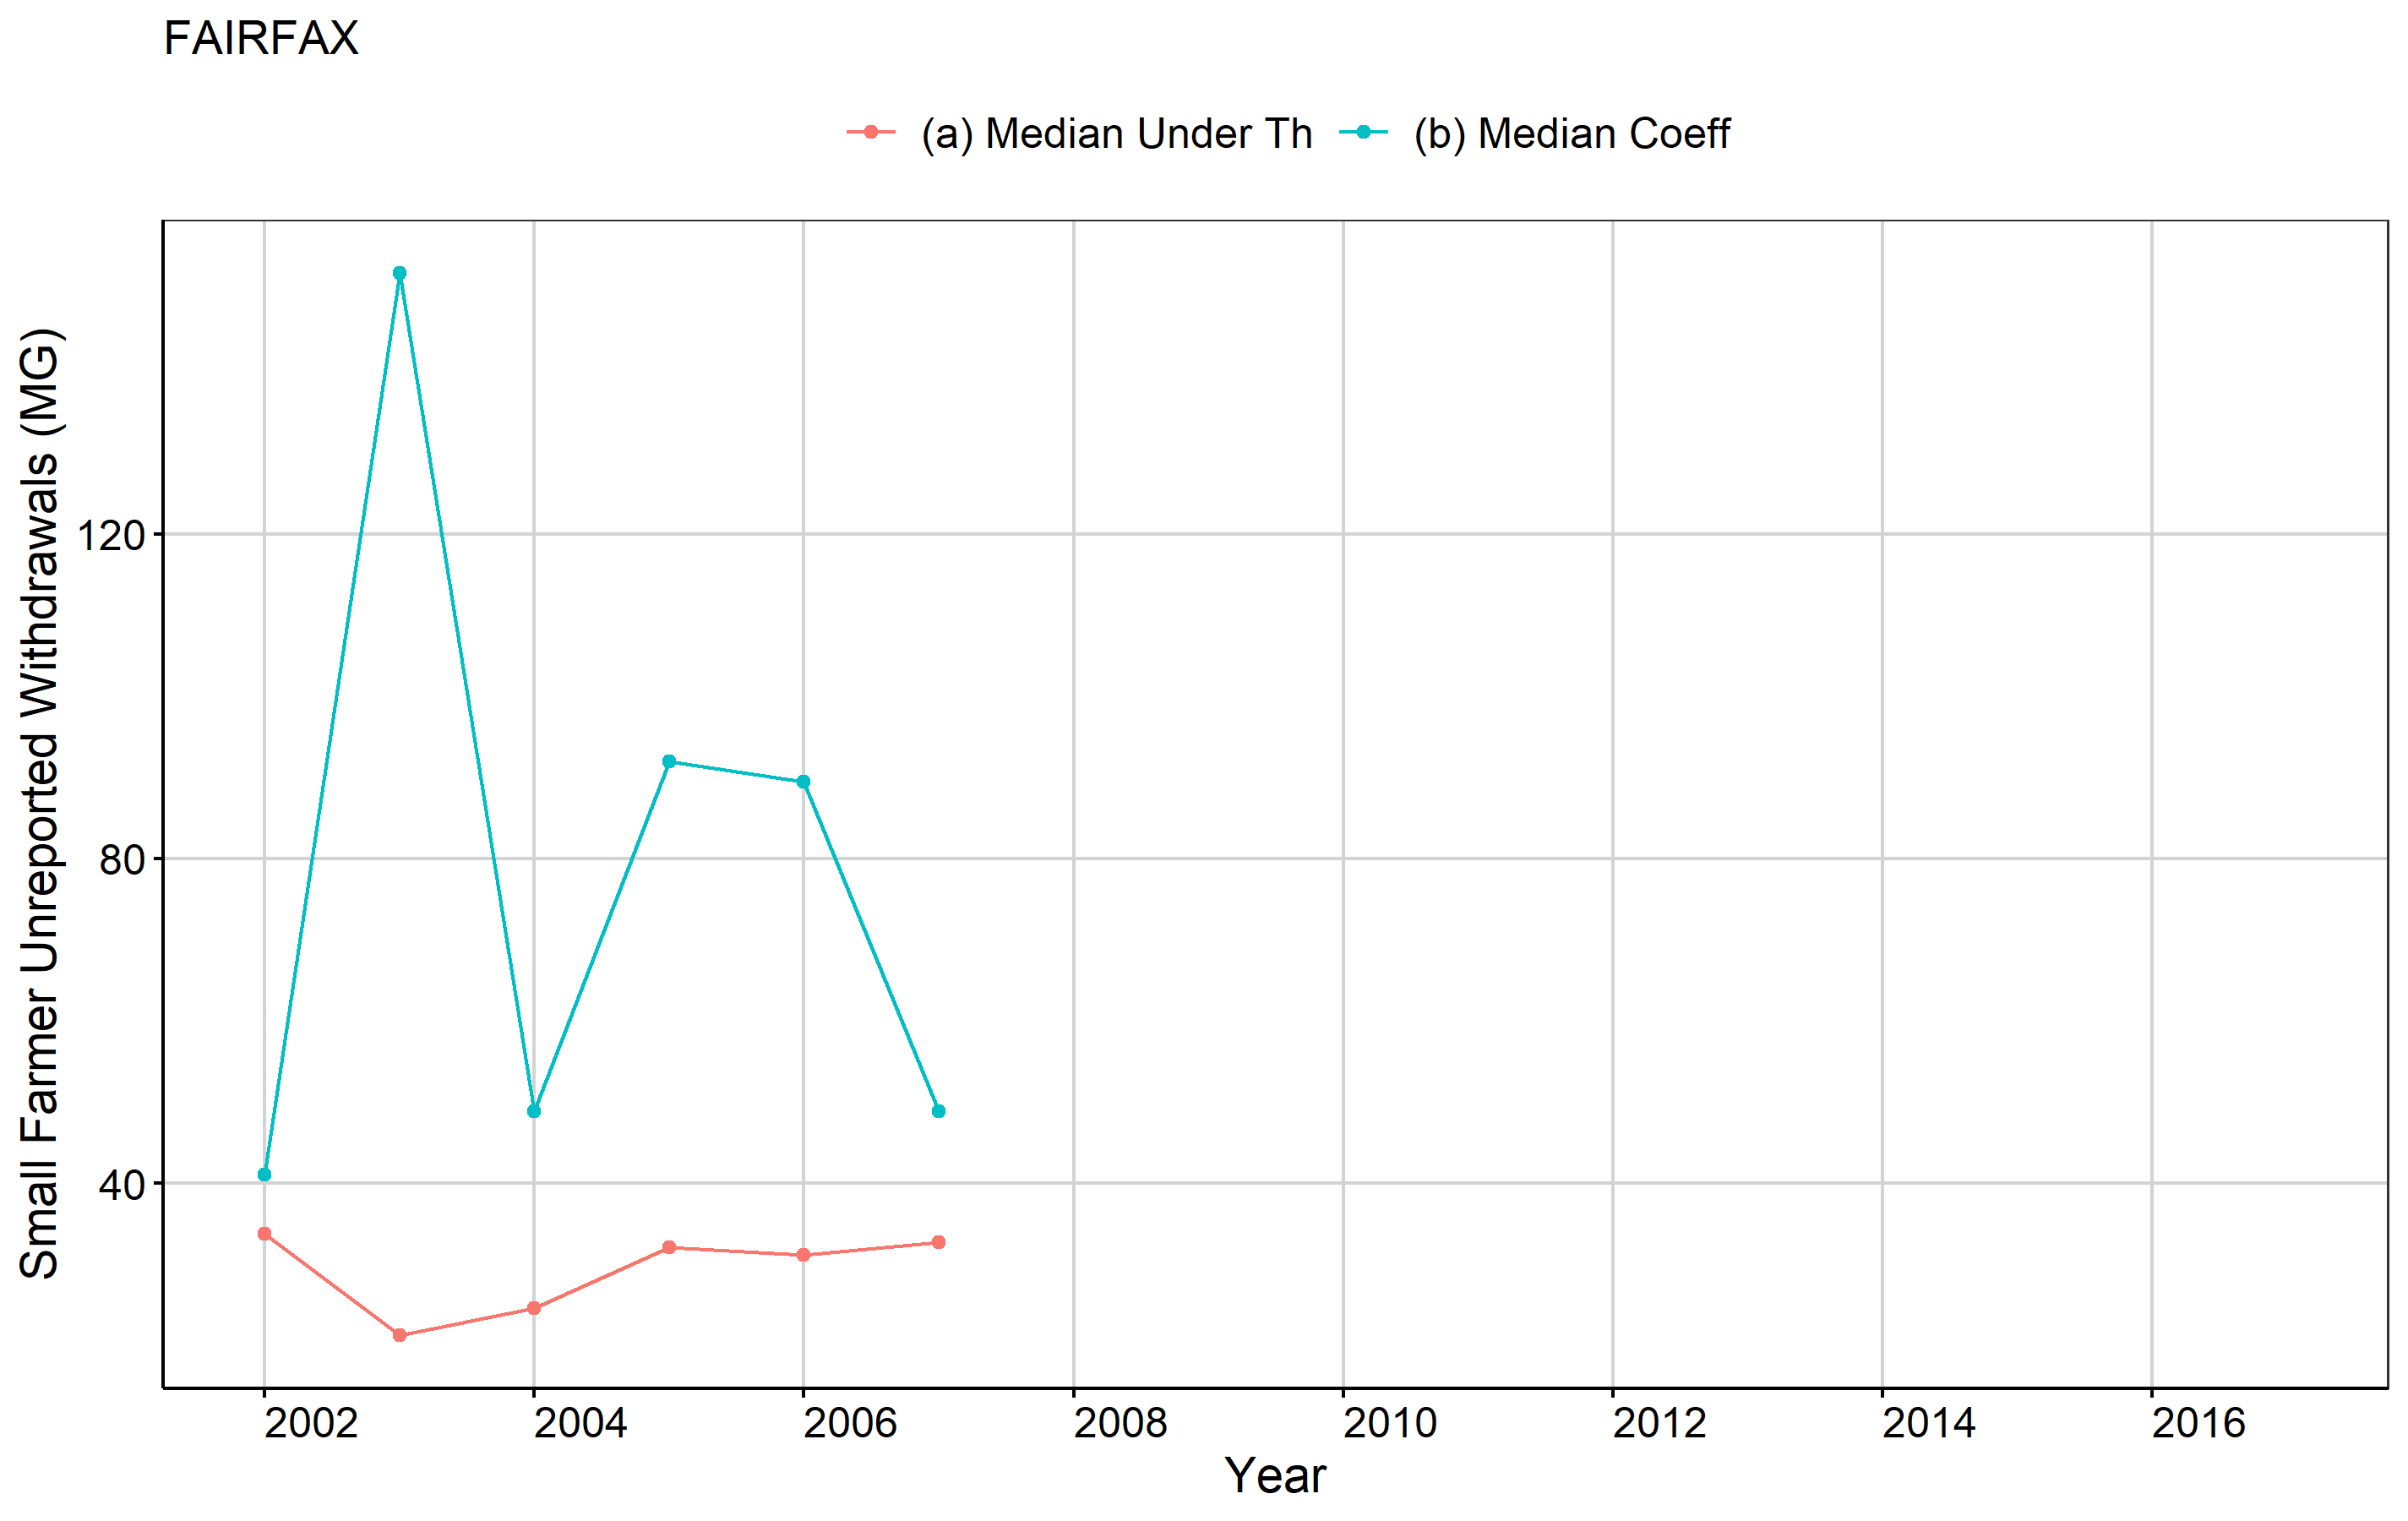 FAIRFAX
(a) Median Under Th (b) Median Coeff
Small Farmer Unreported Withdrawals (MG)
120
80
40
2002 2004 2006 2008 2010 2012 2014 2016
Year